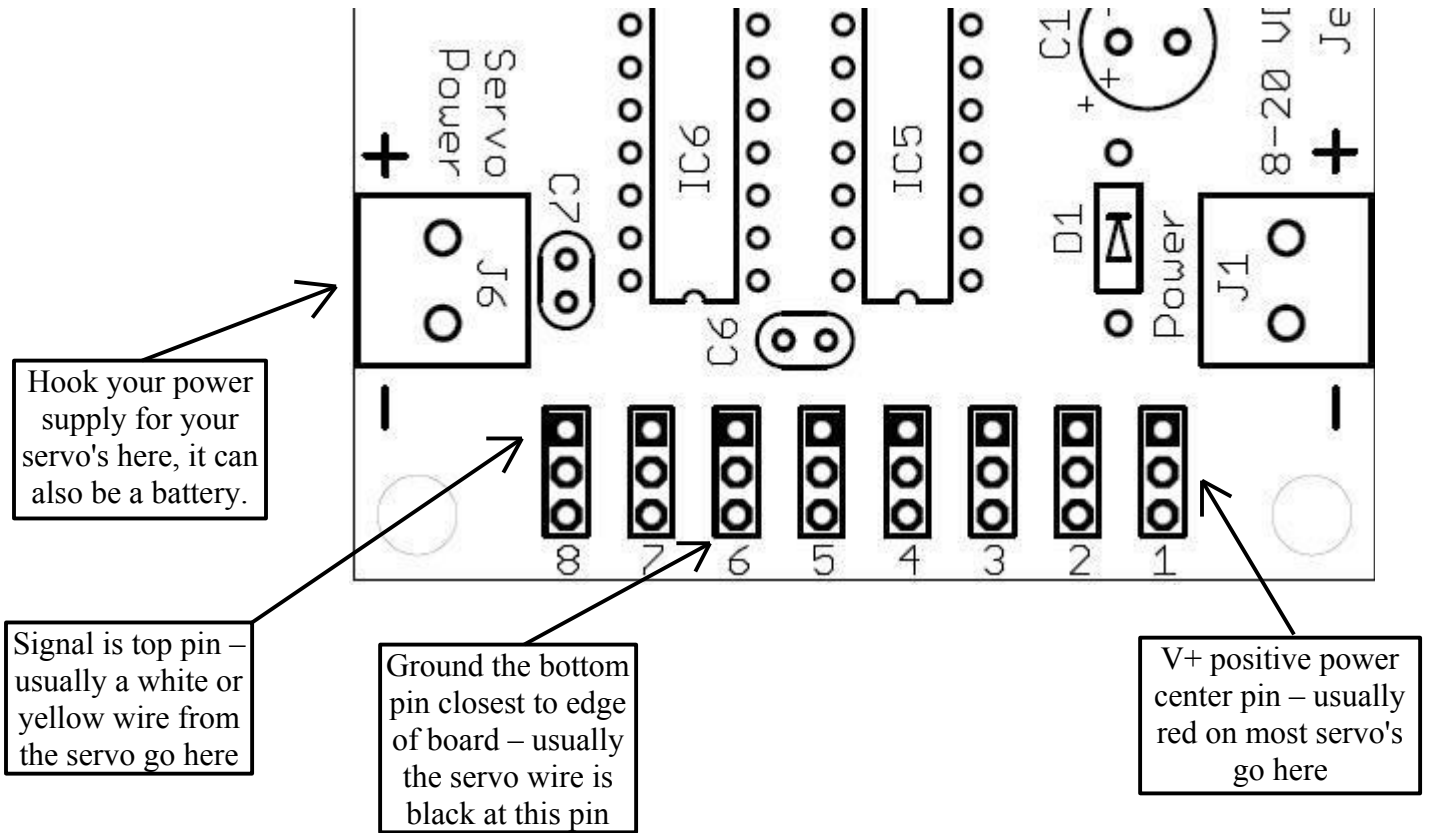 Servo
Power
+
IC6
IC5
C1
-
+
+
8-20 VD
Je
+
C7
J6
D1
Power
J1
C6
-
-
8 7 6 5 4 3 2 1
Hook your power
supply for your
servo's here, it can
also be a battery.
Signal is top pin –
usually a white or
yellow wire from
the servo go here
Ground the bottom
pin closest to edge
of board – usually
the servo wire is
black at this pin
V+ positive power
center pin – usually
red on most servo's
go here